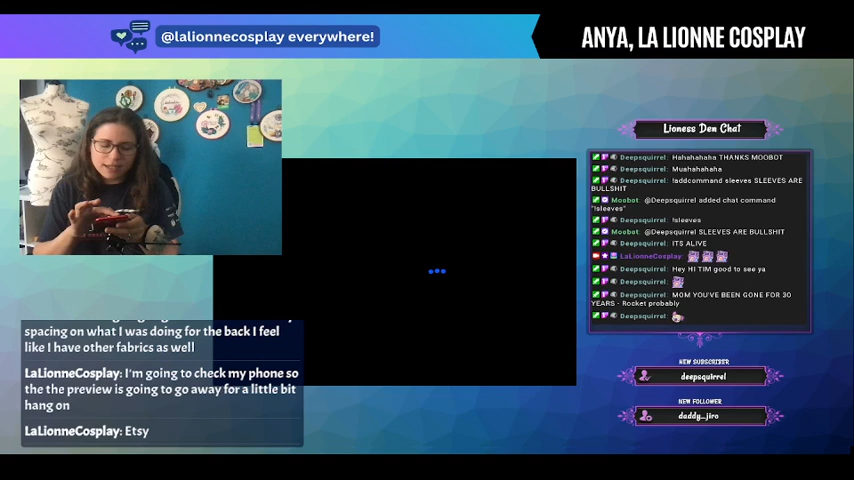 @lalionnecosplay everywhere!
ANYA, LA LIONNE COSPLAY
Lioness Den Chat
Deepsquirrel: Hahahahaha THANKS MOOBOT
Deepsquirrel: Muahahahaha
Deepsquirrel: !addcommand sleeves SLEEVES ARE
BULLSHIT
Moobot: @Deepsquirrel added chat command
"!sleeves"
Deepsquirrel: !sleeves
Moobot: @Deepsquirrel SLEEVES ARE BULLSHIT
Deepsquirrel: ITS ALIVE
LaLionneCosplay:
Deepsquirrel: Hey HI TIM good to see ya
Deepsquirrel:
Deepsquirrel: MOM YOU'VE BEEN GONE FOR 30
YEARS - Rocket probably
Deepsquirrel:
spacing on what I was doing for the back I feel
like I have other fabrics as well
LaLionneCosplay: I'm going to check my phone so
the the preview is going to go away for a little bit
hang on
LaLionneCosplay: Etsy
NEW SUBSCRIBER
deepsquirrel
NEW FOLLOWER
daddy_jiro